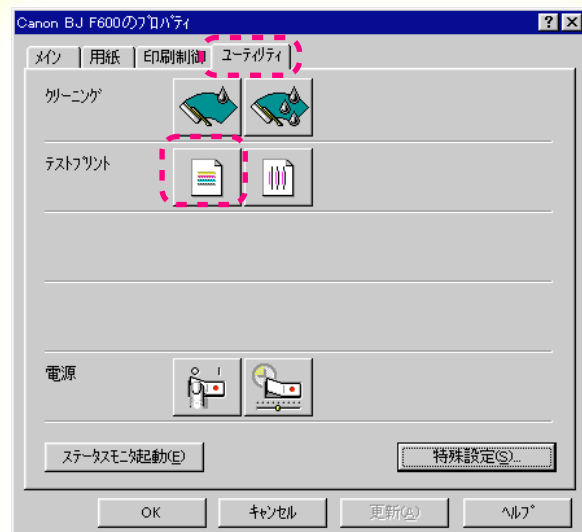 Canon BJ F600のﾌﾟﾛﾊﾟﾃｨ
ﾒｲﾝ 用紙 印刷制御 ﾕｰﾃｨﾘﾃｨ
ｸﾘｰﾆﾝｸﾞ
ﾃｽﾄﾌﾟﾘﾝﾄ
電源
ｽﾃｰﾀｽﾓﾆﾀ起動(E) 特殊設定(S)...
OK ｷｬﾝｾﾙ 更新(A) ﾍﾙﾌﾟ